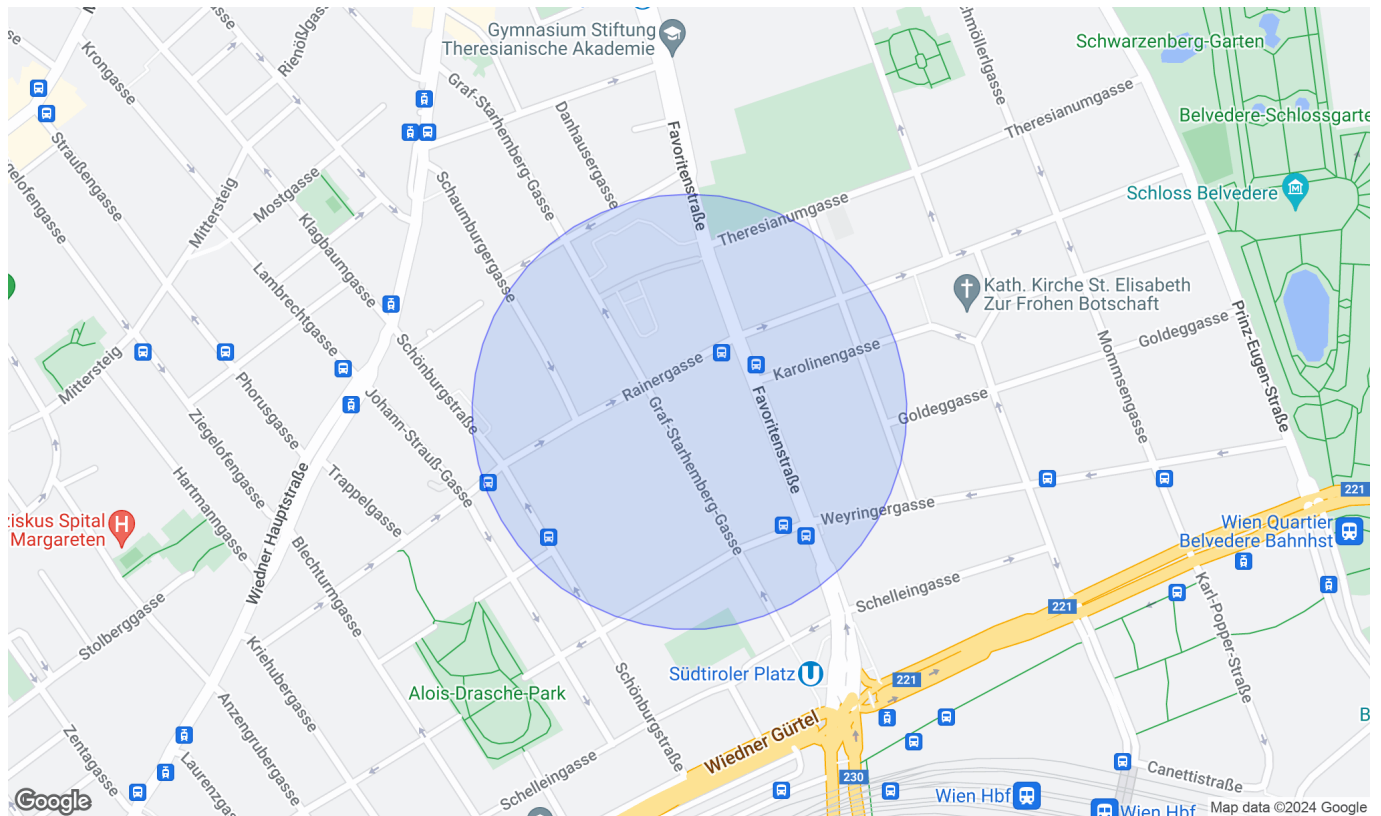 Gymnasium Stiftung
Theresianische Akademie
Krongasse
Rienößlgasse
Schwarzenberg-Garten
Belvedere-Schlossgarte
Schloss Belvedere
Theresianumgasse
Graf-Starhemberg-Gasse
Danhausergasse
Favoritenstraße
Straußengasse
Mittersteig
Mostgasse
Schaumburgergasse
Klagbaumgasse
Theresianumgasse
Lambrechtgasse
Kath. Kirche St. Elisabeth
Zur Frohen Botschaft
Prinz-Eugen-Straße
Goldeggasse
Mommsengasse
Mittersteig
Schönburgstraße
Rainergasse
Karolinengasse
Phorusgasse
Johann-Strauß-Gasse
Graf-Starhemberg-Gasse
Favoritenstraße
Goldeggasse
Ziegelofengasse
Trappelgasse
Hartmanngasse
Wiedner Hauptstraße
Weyringergasse
221
ziskus Spital
Margareten
Wien Quartier
Belvedere Bahnhst
Blechturmgasse
Schelleingasse
221
Karl-Popper-Straße
Stolberggasse
Kriehubergasse
Südtiroler Platz
221
Alois-Drasche-Park
Schönburgstraße
Anzengrubergasse
Wiedner Gürtel
Zentagasse
Laurenzga
Schelleingasse
230
Canettistraße
Wien Hbf
Wien Hbf
B
Google
Map data ©2024 Google